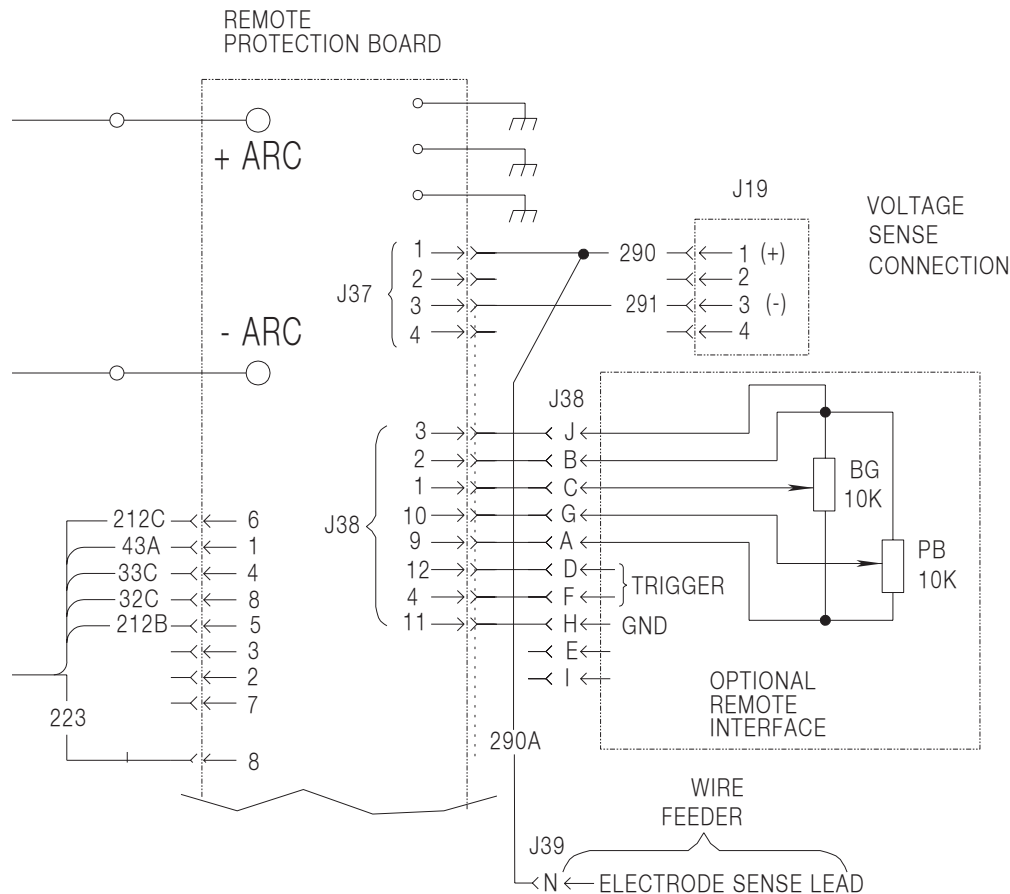 REMOTE
PROTECTION BOARD
+ ARC
- ARC
J37
1
2
3
4
290
291
J19
1 (+)
2
3 (-)
4
VOLTAGE
SENSE
CONNECTION
J38
3
2
1
10
9
12
4
11
J38
J
B
C
G
A
D
F
H
E
I
TRIGGER
GND
BG
10K
PB
10K
OPTIONAL
REMOTE
INTERFACE
212C 6
43A 1
33C 4
32C 8
212B 5
3
2
7
223
8
290A
WIRE
FEEDER
J39
N ELECTRODE SENSE LEAD